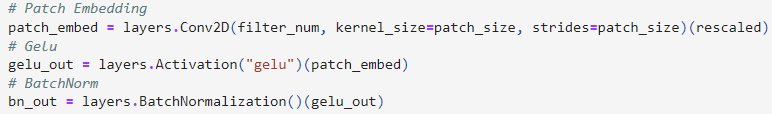 # Patch Embedding
patch_embed = layers.Conv2D(filter_num, kernel_size=patch_size, strides=patch_size)(rescaled)
# Gelu
gelu_out = layers.Activation("gelu")(patch_embed)
# BatchNorm
bn_out = layers.BatchNormalization()(gelu_out)